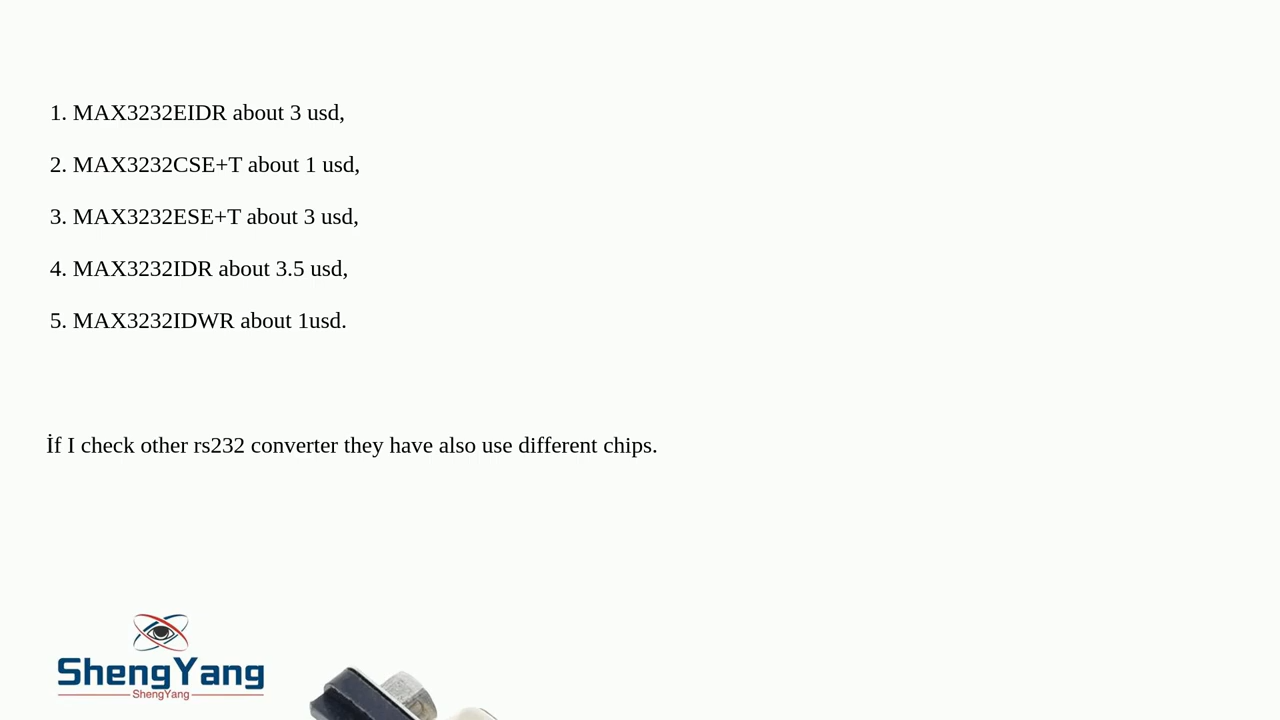 1. MAX3232EIDR about 3 usd,
2. MAX3232CSE+T about 1 usd,
3. MAX3232ESE+T about 3 usd,
4. MAX3232IDR about 3.5 usd,
5. MAX3232IDWR about 1usd.
İf I check other rs232 converter they have also use different chips.
ShengYang
ShengYang